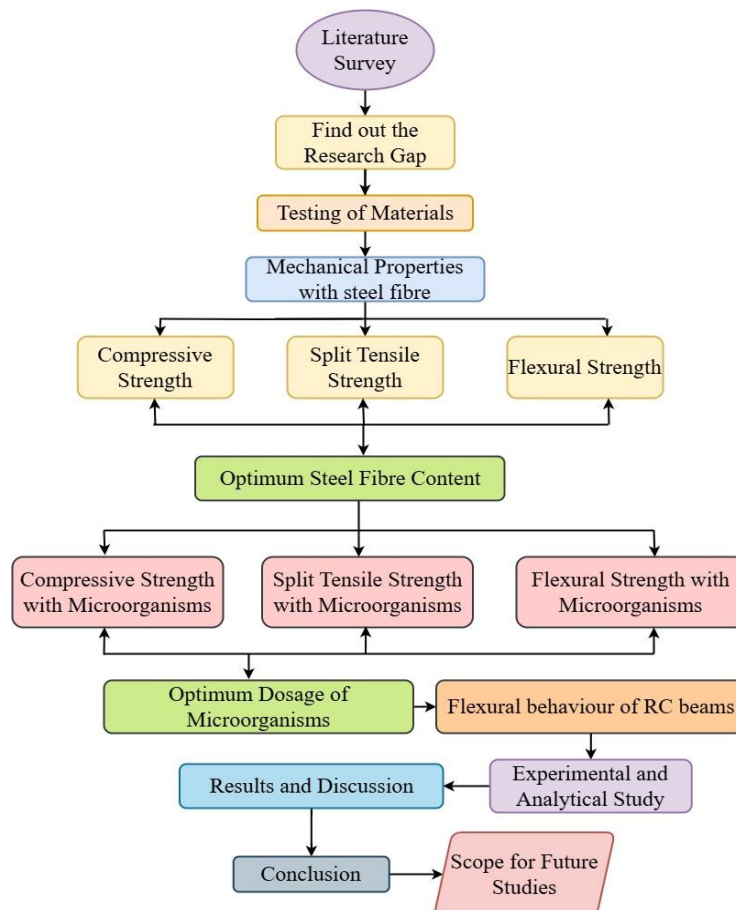 Literature
Survey
Find out the
Research Gap
Testing of Materials
Mechanical Properties
with steel fibre
Compressive
Strength
Split Tensile
Strength
Flexural Strength
Optimum Steel Fibre Content
Compressive Strength
with Microorganisms
Split Tensile Strength
with Microorganisms
Flexural Strength with
Microorganisms
Optimum Dosage of
Microorganisms
Flexural behaviour of RC beams
Experimental and
Analytical Study
Results and Discussion
Conclusion
Scope for Future
Studies